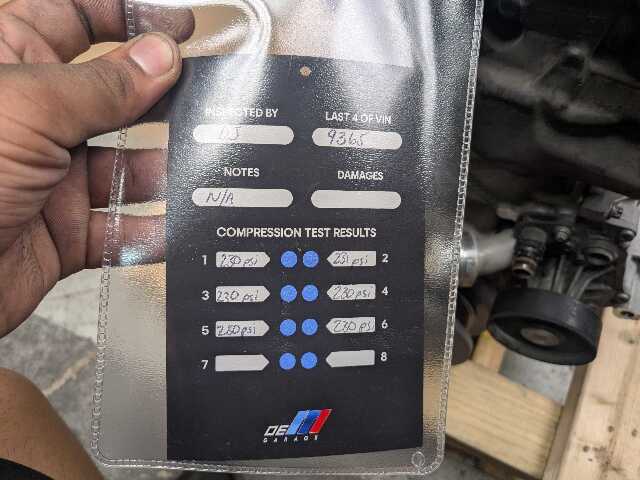 INSPECTED BY LAST 4 OF VIN
DJ 9365
NOTES DAMAGES
N/A
COMPRESSION TEST RESULTS
1 230 psi 231 psi 2
3 230 psi 230 psi 4
5 230 psi 230 psi 6
7 8
DE
GARAGE